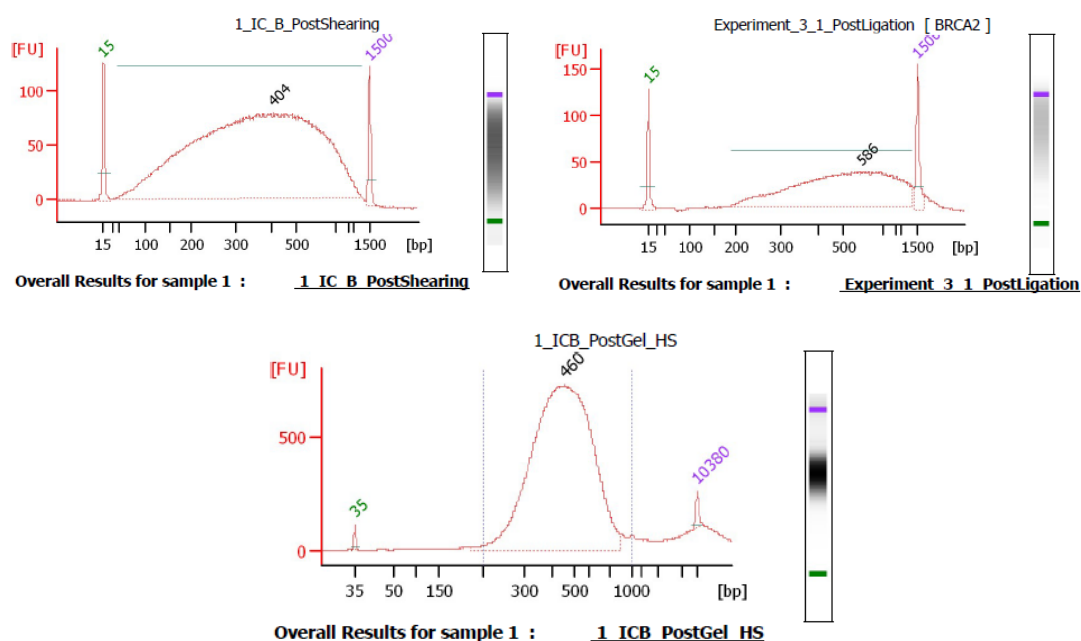 1_IC_B_PostShearing
[FU]
15
404
1500
100
50
0
15 100 200 300 500 1500 [bp]
Overall Results for sample 1 : 1_IC_B_PostShearing
Experiment_3_1_PostLigation [ BRCA2 ]
[FU]
15
586
1500
150
100
50
0
15 100 200 300 500 1500 [bp]
Overall Results for sample 1 : Experiment_3_1_PostLigation
1_ICB_PostGel_HS
[FU]
35
460
10380
500
0
35 50 150 300 500 1000 [bp]
Overall Results for sample 1 : 1_ICB_PostGel_HS